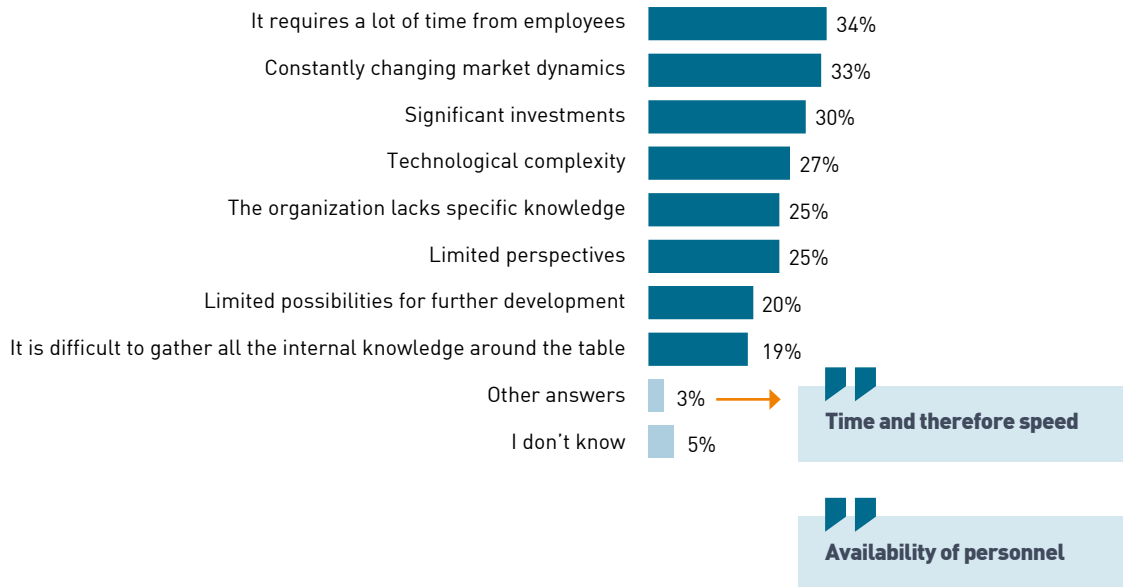 It requires a lot of time from employees 34%
Constantly changing market dynamics 33%
Significant investments 30%
Technological complexity 27%
The organization lacks specific knowledge 25%
Limited perspectives 25%
Limited possibilities for further development 20%
It is difficult to gather all the internal knowledge around the table 19%
Other answers 3%
Time and therefore speed
I don't know 5%
Availability of personnel